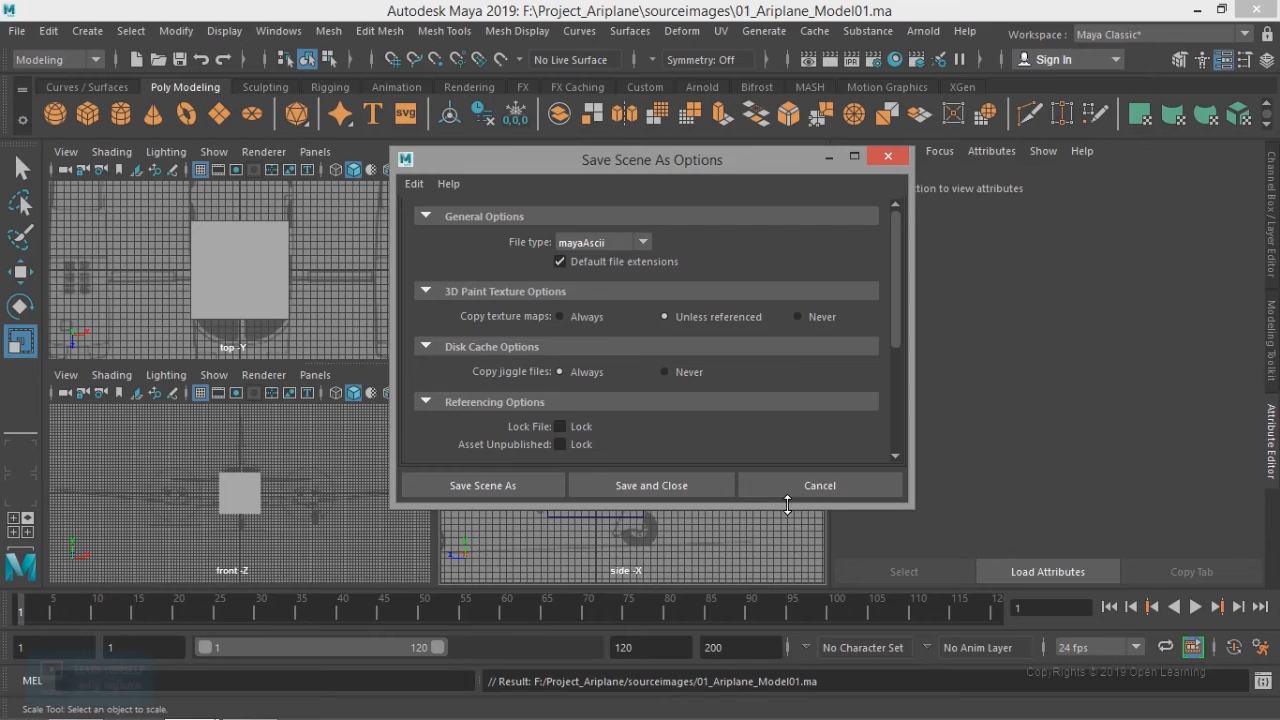 Autodesk Maya 2019: F:\Project_Ariplane\sourceimages\01_Ariplane_Model01.ma
File Edit Create Select Modify Display Windows Mesh Edit Mesh Mesh Tools Mesh Display Curves Surfaces Deform UV Generate Cache Substance Arnold Help Workspace : Maya Classic*
Modeling No Live Surface Symmetry: Off Sign In
Curves / Surfaces Poly Modeling Sculpting Rigging Animation Rendering FX FX Caching Custom Arnold Bifrost MASH Motion Graphics XGen
View Shading Lighting Show Renderer Panels
Save Scene As Options
Focus Attributes Show Help
Edit Help
tion to view attributes
General Options
File type: mayaAscii
Default file extensions
3D Paint Texture Options
Copy texture maps: Always Unless referenced Never
Disk Cache Options
Copy jiggle files: Always Never
Referencing Options
Lock File: Lock
Asset Unpublished: Lock
Save Scene As Save and Close Cancel
top -Y
View Shading Lighting Show Renderer Panels
front -Z
side -X
Channel Box / Layer Editor
Modeling Toolkit
Attribute Editor
Select Load Attributes Copy Tab
5 10 15 20 25 30 35 40 45 50 55 60 65 70 75 80 85 90 95 100 105 110 115 12
1 1
1 1 1 120 120 200 No Character Set No Anim Layer 24 fps
MEL // Result: F:/Project_Ariplane/sourceimages/01_Ariplane_Model01.ma
CopyRights © 2019 Open Learning
Scale Tool: Select an object to scale.